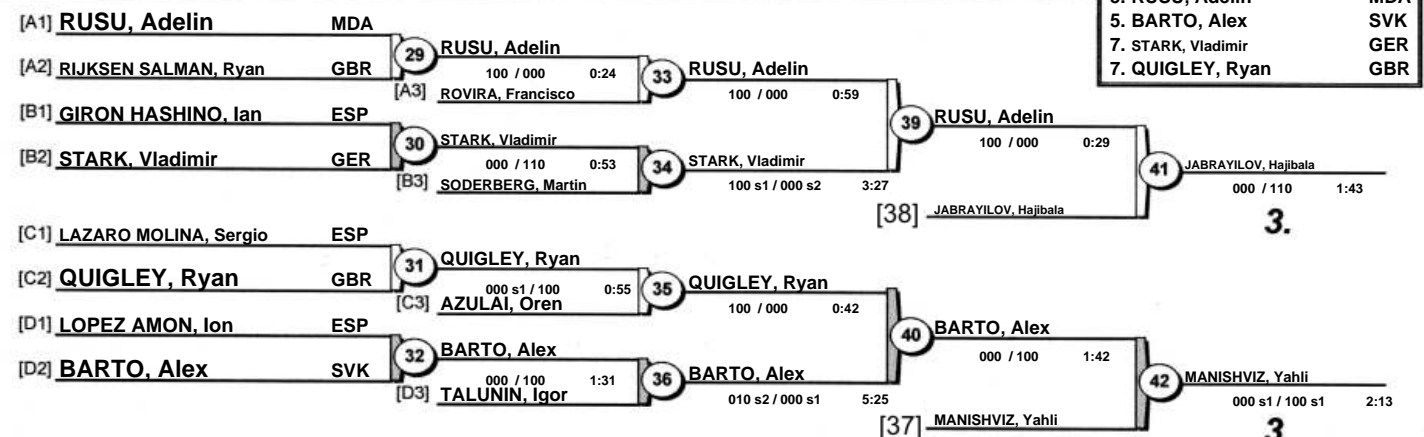 5. RUSU, Adelin MDA
5. BARTO, Alex SVK
7. STARK, Vladimir GER
7. QUIGLEY, Ryan GBR
[A1] RUSU, Adelin MDA
29 RUSU, Adelin
[A2] RIJKSEN SALMAN, Ryan GBR
100 / 000 0:24
[A3] ROVIRA, Francisco
33 RUSU, Adelin
100 / 000 0:59
[B1] GIRON HASHINO, Ian ESP
30 STARK, Vladimir
[B2] STARK, Vladimir GER
000 / 110 0:53
[B3] SODERBERG, Martin
34 STARK, Vladimir
100 s1 / 000 s2 3:27
39 RUSU, Adelin
100 / 000 0:29
[38] JABRAYILOV, Hajibala
41 JABRAYILOV, Hajibala
000 / 110 1:43
3.
[C1] LAZARO MOLINA, Sergio ESP
31 QUIGLEY, Ryan
[C2] QUIGLEY, Ryan GBR
000 s1 / 100 0:55
[C3] AZULAI, Oren
35 QUIGLEY, Ryan
100 / 000 0:42
[D1] LOPEZ AMON, Ion ESP
32 BARTO, Alex
[D2] BARTO, Alex SVK
000 / 100 1:31
[D3] TALUNIN, Igor
36 BARTO, Alex
010 s2 / 000 s1 5:25
40 BARTO, Alex
000 / 100 1:42
[37] MANISHVIZ, Yahli
42 MANISHVIZ, Yahli
000 s1 / 100 s1 2:13
3